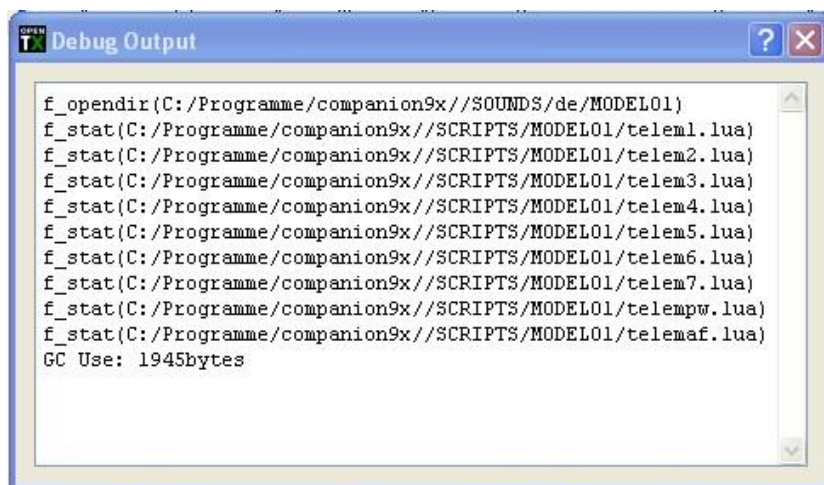 OPEN
TX Debug Output
f_opendir(C:/Programme/companion9x//SOUNDS/de/MODEL01)
f_stat(C:/Programme/companion9x//SCRIPTS/MODEL01/telem1.lua)
f_stat(C:/Programme/companion9x//SCRIPTS/MODEL01/telem2.lua)
f_stat(C:/Programme/companion9x//SCRIPTS/MODEL01/telem3.lua)
f_stat(C:/Programme/companion9x//SCRIPTS/MODEL01/telem4.lua)
f_stat(C:/Programme/companion9x//SCRIPTS/MODEL01/telem5.lua)
f_stat(C:/Programme/companion9x//SCRIPTS/MODEL01/telem6.lua)
f_stat(C:/Programme/companion9x//SCRIPTS/MODEL01/telem7.lua)
f_stat(C:/Programme/companion9x//SCRIPTS/MODEL01/telempw.lua)
f_stat(C:/Programme/companion9x//SCRIPTS/MODEL01/telemaf.lua)
GC Use: 1945bytes